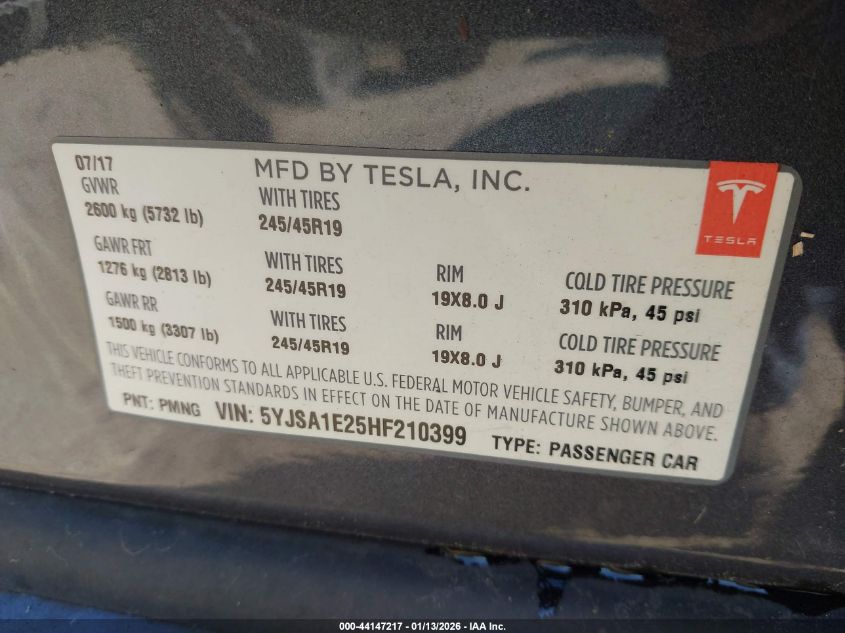 07/17
MFD BY TESLA, INC.
GVWR
2600 kg (5732 lb)
WITH TIRES
245/45R19
GAWR FRT
1276 kg (2813 lb)
WITH TIRES
245/45R19
RIM
19X8.0 J
COLD TIRE PRESSURE
310 kPa, 45 psi
GAWR RR
1500 kg (3307 lb)
WITH TIRES
245/45R19
RIM
19X8.0 J
COLD TIRE PRESSURE
310 kPa, 45 psi
THIS VEHICLE CONFORMS TO ALL APPLICABLE U.S. FEDERAL MOTOR VEHICLE SAFETY, BUMPER, AND
THEFT PREVENTION STANDARDS IN EFFECT ON THE DATE OF MANUFACTURE SHOWN ABOVE.
PNT: PMNG VIN: 5YJSA1E25HF210399 TYPE: PASSENGER CAR
TESLA
000-44147217 - 01/13/2026 - IAA Inc.